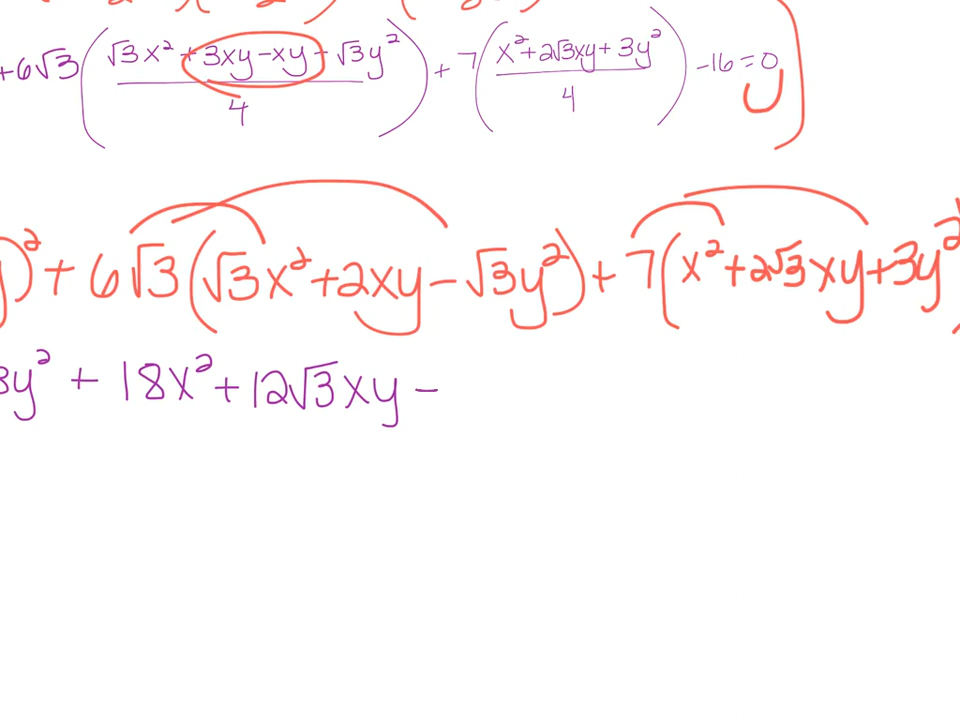 +6√3(√3x²+3xy-xy-√3y²/4)+7(x²+2√3xy+3y²/4)-16=0
y)²+6√3(√3x²+2xy-√3y²)+7(x²+2√3xy+3y²)
3y²+18x²+12√3xy-